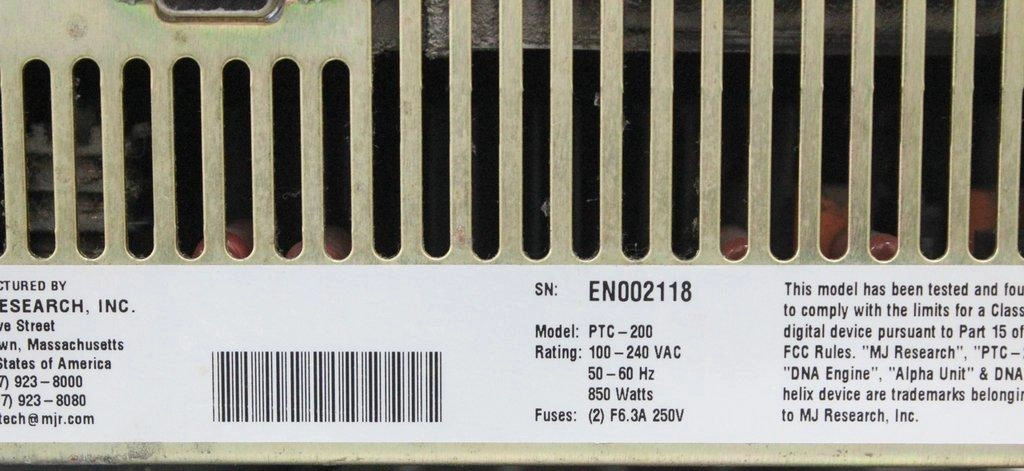 CTURED BY
ESEARCH, INC.
ve Street
wn, Massachusetts
States of America
7) 923-8000
7) 923-8080
tech@mjr.com
SN: EN002118
Model: PTC-200
Rating: 100-240 VAC
50-60 Hz
850 Watts
Fuses: (2) F6.3A 250V
This model has been tested and fou
to comply with the limits for a Class
digital device pursuant to Part 15 of
FCC Rules. "MJ Research", "PTC-
"DNA Engine", "Alpha Unit" & DNA
helix device are trademarks belongin
to MJ Research, Inc.